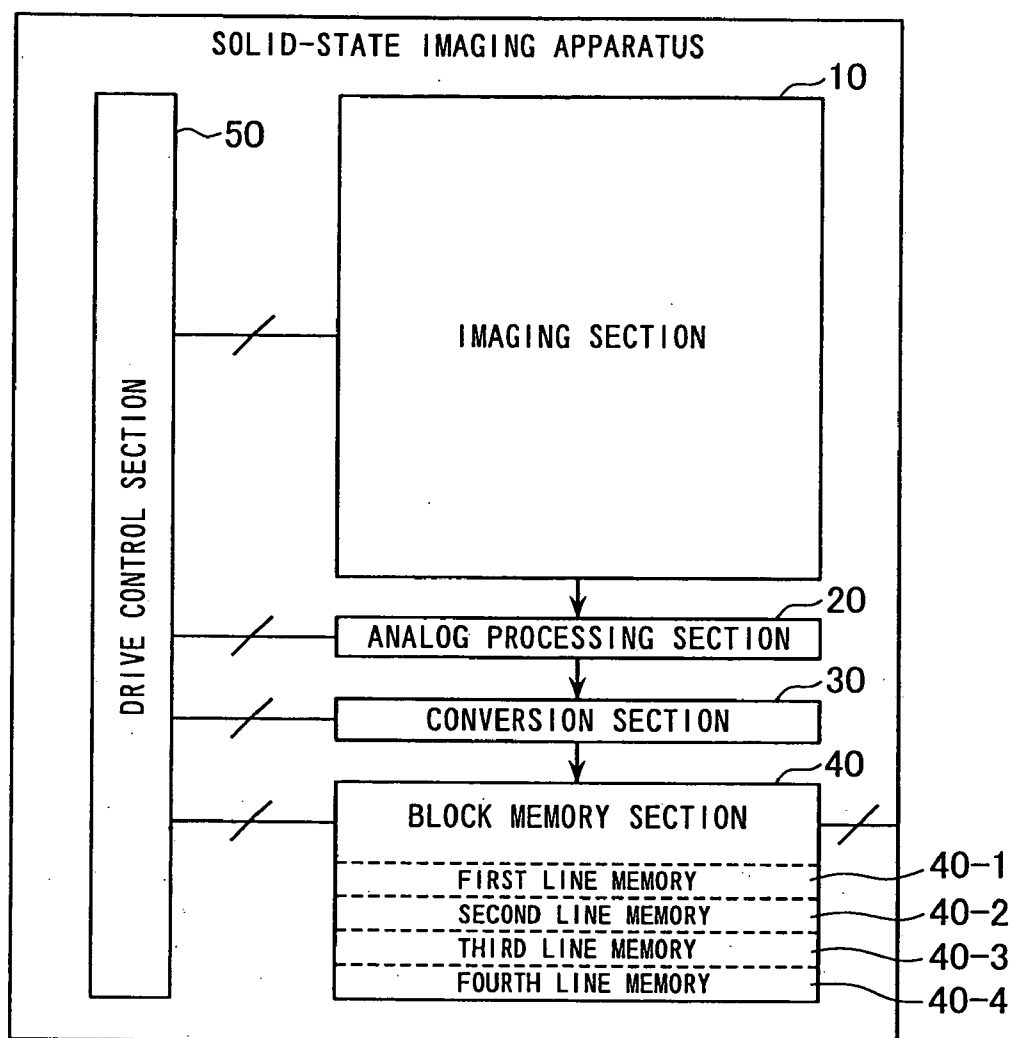 SOLID-STATE IMAGING APPARATUS
10
50
IMAGING SECTION
DRIVE CONTROL SECTION
20
ANALOG PROCESSING SECTION
30
CONVERSION SECTION
40
BLOCK MEMORY SECTION
FIRST LINE MEMORY 40-1
SECOND LINE MEMORY 40-2
THIRD LINE MEMORY 40-3
FOURTH LINE MEMORY 40-4